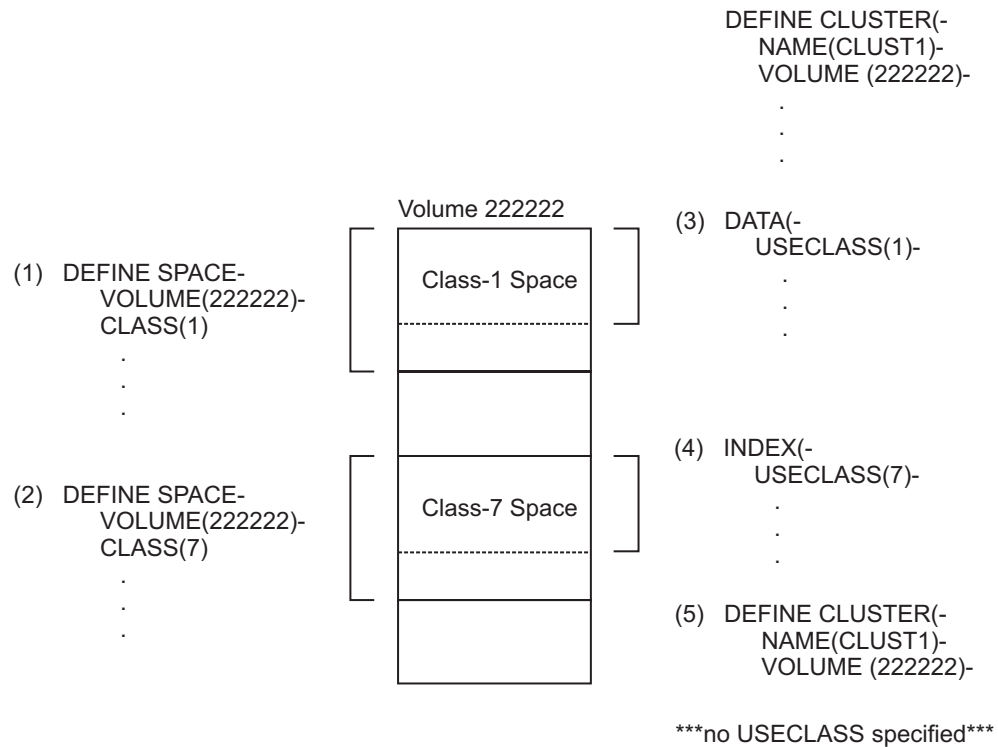 DEFINE CLUSTER(-
NAME(CLUST1)-
VOLUME (222222)-
.
.
.
Volume 222222
(1) DEFINE SPACE-
VOLUME(222222)-
CLASS(1)
.
.
.
Class-1 Space
(3) DATA(-
USECLASS(1)-
.
.
.
(2) DEFINE SPACE-
VOLUME(222222)-
CLASS(7)
.
.
.
Class-7 Space
(4) INDEX(-
USECLASS(7)-
.
.
.
(5) DEFINE CLUSTER(-
NAME(CLUST1)-
VOLUME (222222)-
***no USECLASS specified***